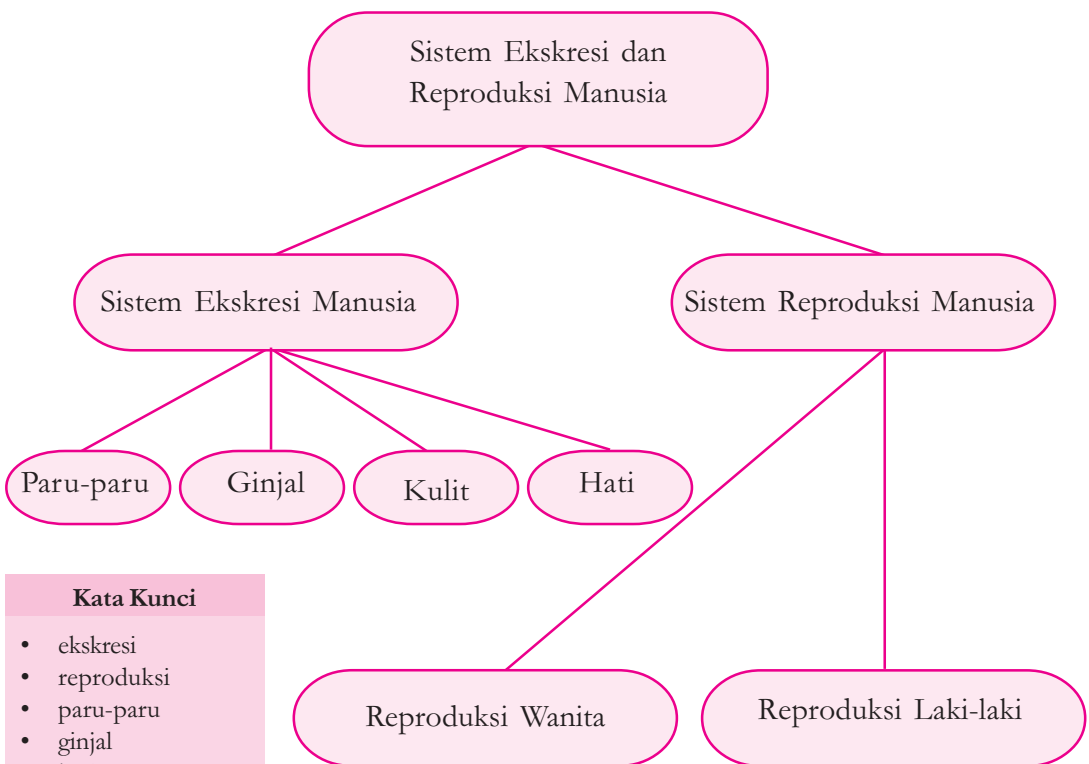 Sistem Ekskresi dan
Reproduksi Manusia
Sistem Ekskresi Manusia
Sistem Reproduksi Manusia
Paru-paru
Ginjal
Kulit
Hati
Kata Kunci
• ekskresi
• reproduksi
• paru-paru
• ginjal
Reproduksi Wanita
Reproduksi Laki-laki